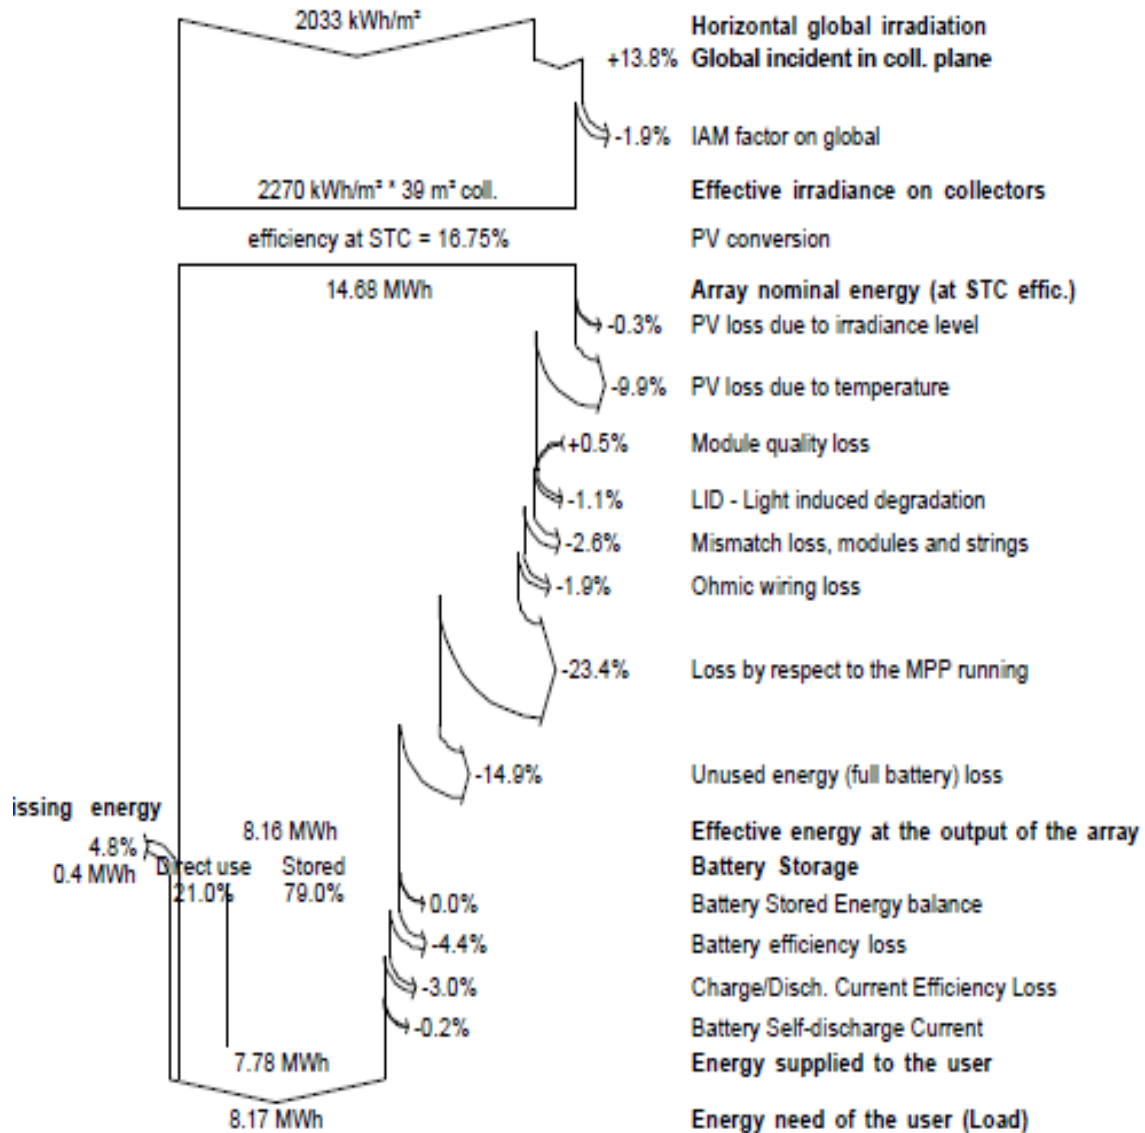 2033 kWh/m² Horizontal global irradiation
+13.8% Global incident in coll. plane
-1.9% IAM factor on global
2270 kWh/m² * 39 m² coll. Effective irradiance on collectors
efficiency at STC = 16.75% PV conversion
14.68 MWh Array nominal energy (at STC effic.)
-0.3% PV loss due to irradiance level
-9.9% PV loss due to temperature
+0.5% Module quality loss
-1.1% LID - Light induced degradation
-2.6% Mismatch loss, modules and strings
-1.9% Ohmic wiring loss
-23.4% Loss by respect to the MPP running
-14.9% Unused energy (full battery) loss
issing energy
8.16 MWh Effective energy at the output of the array
4.8%
Direct use Stored Battery Storage
0.4 MWh
21.0% 79.0%
0.0% Battery Stored Energy balance
-4.4% Battery efficiency loss
-3.0% Charge/Disch. Current Efficiency Loss
-0.2% Battery Self-discharge Current
7.78 MWh Energy supplied to the user
8.17 MWh Energy need of the user (Load)